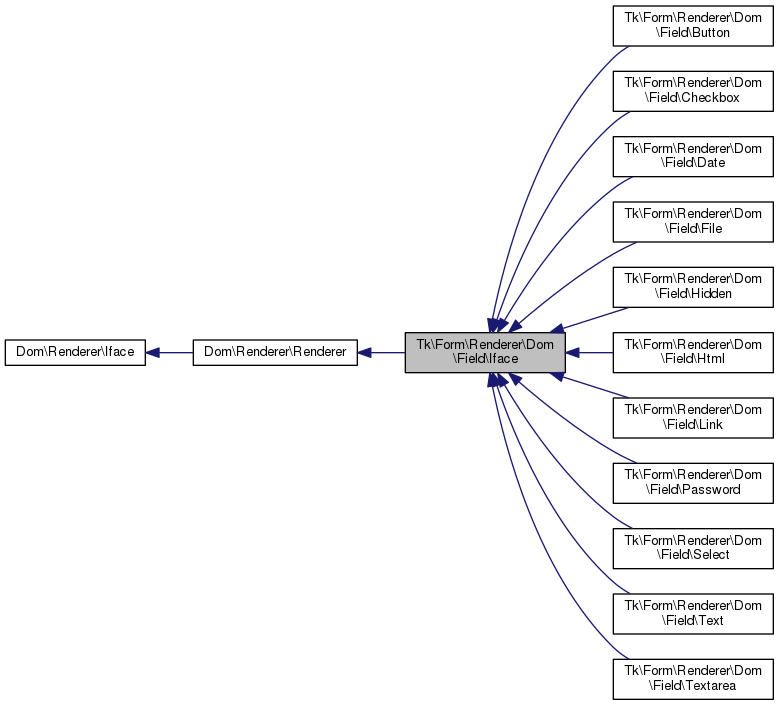 Tk\Form\Renderer\Dom
\Field\Button
Tk\Form\Renderer\Dom
\Field\Checkbox
Tk\Form\Renderer\Dom
\Field\Date
Tk\Form\Renderer\Dom
\Field\File
Tk\Form\Renderer\Dom
\Field\Hidden
Dom\Renderer\Iface
Dom\Renderer\Renderer
Tk\Form\Renderer\Dom
\Field\Iface
Tk\Form\Renderer\Dom
\Field\Html
Tk\Form\Renderer\Dom
\Field\Link
Tk\Form\Renderer\Dom
\Field\Password
Tk\Form\Renderer\Dom
\Field\Select
Tk\Form\Renderer\Dom
\Field\Text
Tk\Form\Renderer\Dom
\Field\Textarea